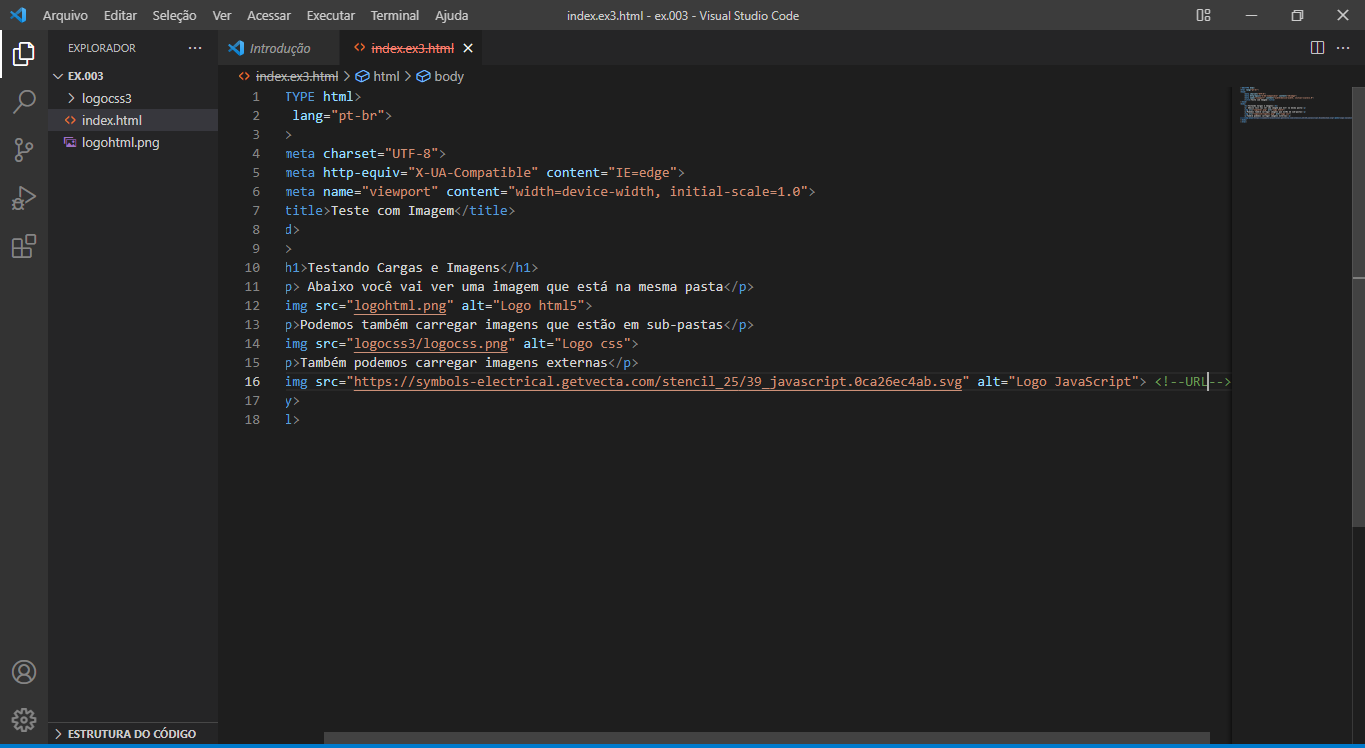 Arquivo Editar Seleção Ver Acessar Executar Terminal Ajuda
index.ex3.html - ex.003 - Visual Studio Code
EXPLORADOR ···
Introdução
index.ex3.html
EX.003
logocss3
index.html
logohtml.png
index.ex3.html > html > body
1 TYPE html>
2 lang="pt-br">
3 >
4 meta charset="UTF-8">
5 meta http-equiv="X-UA-Compatible" content="IE=edge">
6 meta name="viewport" content="width=device-width, initial-scale=1.0">
7 title>Teste com Imagem</title>
8 d>
9 >
10 h1>Testando Cargas e Imagens</h1>
11 p> Abaixo você vai ver uma imagem que está na mesma pasta</p>
12 img src="logohtml.png" alt="Logo html5">
13 p>Podemos também carregar imagens que estão em sub-pastas</p>
14 img src="logocss3/logocss.png" alt="Logo css">
15 p>Também podemos carregar imagens externas</p>
16 img src="https://symbols-electrical.getvecta.com/stencil_25/39_javascript.0ca26ec4ab.svg" alt="Logo JavaScript"> <!--URL-->
17 y>
18 l>
ESTRUTURA DO CÓDIGO